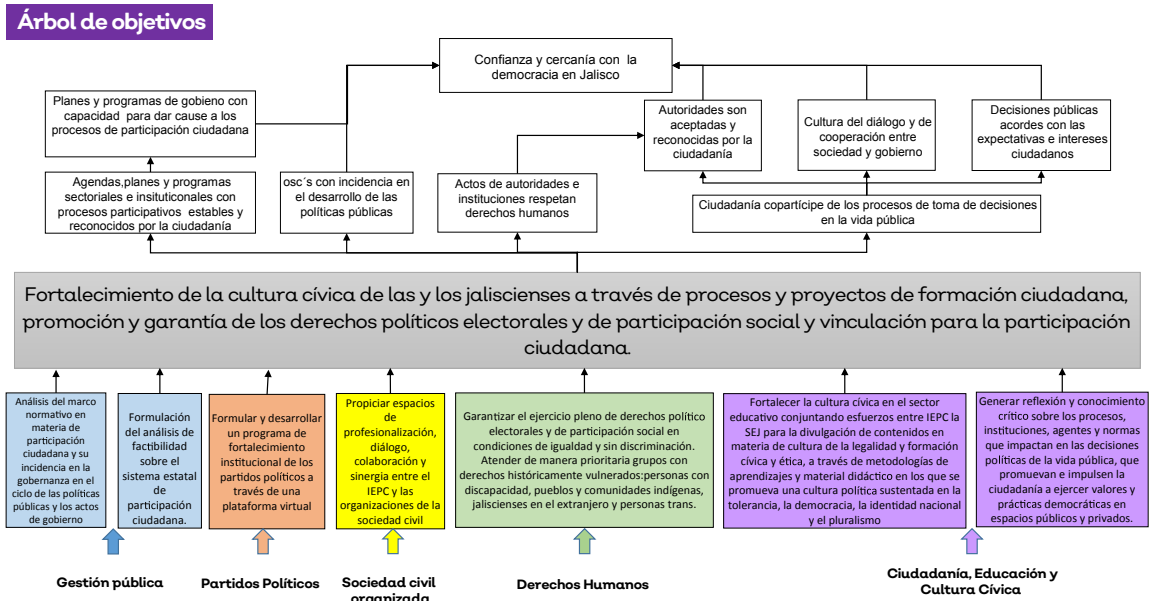 Árbol de objetivos
Confianza y cercanía con la
democracia en Jalisco
Planes y programas de gobieno con
capacidad para dar cause a los
procesos de participación ciudadana
Autoridades son
aceptadas y
reconocidas por la
ciudadanía
Cultura del diálogo y de
cooperación entre
sociedad y gobierno
Decisiones públicas
acordes con las
expectativas e intereses
ciudadanos
Agendas,planes y programas
sectoriales e insituticonales con
procesos participativos estables y
reconocidos por la ciudadanía
osc´s con incidencia en
el desarrollo de las
políticas públicas
Actos de autoridades e
instituciones respetan
derechos humanos
Ciudadanía copartícipe de los procesos de toma de decisiones
en la vida pública
Fortalecimiento de la cultura cívica de las y los jaliscienses a través de procesos y proyectos de formación ciudadana,
promoción y garantía de los derechos políticos electorales y de participación social y vinculación para la participación
ciudadana.
Análisis del marco
normativo en
materia de
participación
ciudadana y su
incidencia en la
gobernanza en el
ciclo de las políticas
públicas y los actos
de gobierno
Formulación
del análisis de
factibilidad
sobre el
sistema estatal
de
participación
ciudadana.
Formular y desarrollar
un programa de
fortalecimiento
institucional de los
partidos políticos a
través de una
plataforma virtual
Propiciar espacios
de
profesionalización,
diálogo,
colaboración y
sinergia entre el
IEPC y las
organizaciones de la
sociedad civil
Garantizar el ejercicio pleno de derechos político
electorales y de participación social en
condiciones de igualdad y sin discriminación.
Atender de manera prioritaria grupos con
derechos históricamente vulnerados:personas con
discapacidad, pueblos y comunidades indígenas,
jaliscienses en el extranjero y personas trans.
Fortalecer la cultura cívica en el sector
educativo conjuntando esfuerzos entre IEPC la
SEJ para la divulgación de contenidos en
materia de cultura de la legalidad y formación
cívica y ética, a través de metodologías de
aprendizajes y material didáctico en los que se
promueva una cultura política sustentada en la
tolerancia, la democracia, la identidad nacional
y el pluralismo
Generar reflexión y conocimiento
crítico sobre los procesos,
instituciones, agentes y normas
que impactan en las decisiones
políticas de la vida pública, que
promuevan e impulsen la
ciudadanía a ejercer valores y
prácticas democráticas en
espacios públicos y privados.
Gestión pública
Partidos Políticos
Sociedad civil
organizada
Derechos Humanos
Ciudadanía, Educación y
Cultura Cívica